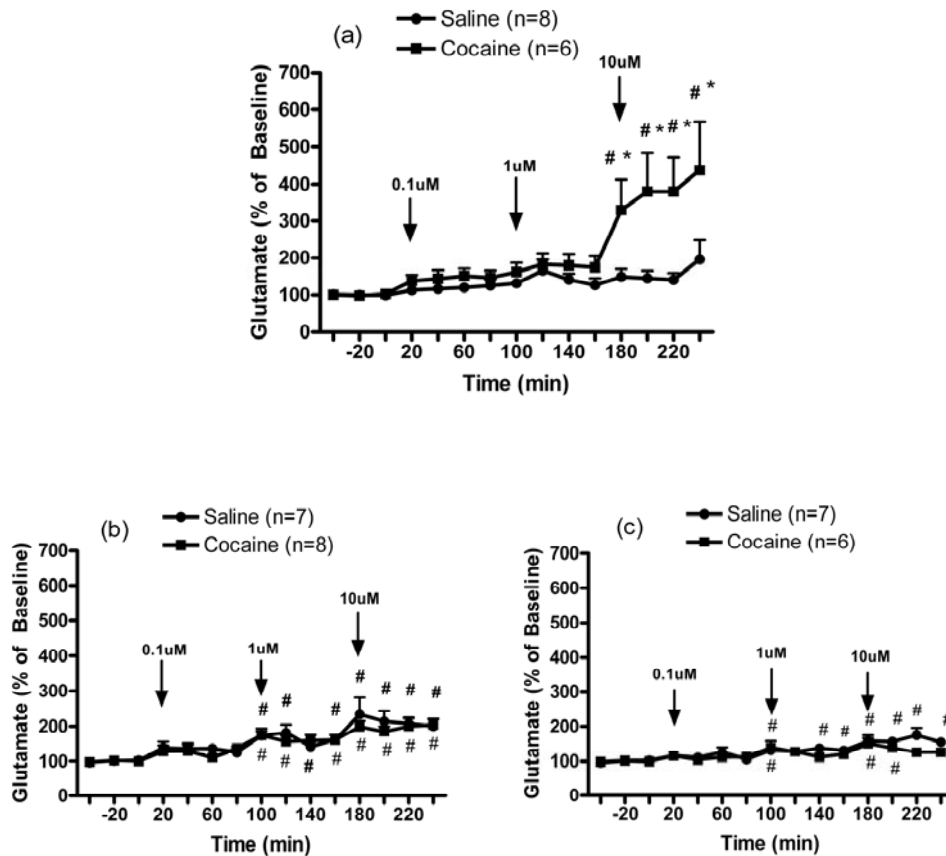 Saline (n=8)
Cocaine (n=6)
(a)
10uM
# *
# * # *
# *
0.1uM
1uM
Glutamate (% of Baseline)
700
600
500
400
300
200
100
0
-20 20 60 100 140 180 220
Time (min)
Saline (n=7)
Cocaine (n=8)
(b)
10uM
0.1uM
1uM
# # # # # # #
# # # # # # # #
Glutamate (% of Baseline)
700
600
500
400
300
200
100
0
-20 20 60 100 140 180 220
Time (min)
Saline (n=7)
Cocaine (n=6)
(c)
0.1uM
1uM
10uM
# # # # # # #
# # #
Glutamate (% of Baseline)
700
600
500
400
300
200
100
0
-20 20 60 100 140 180 220
Time (min)